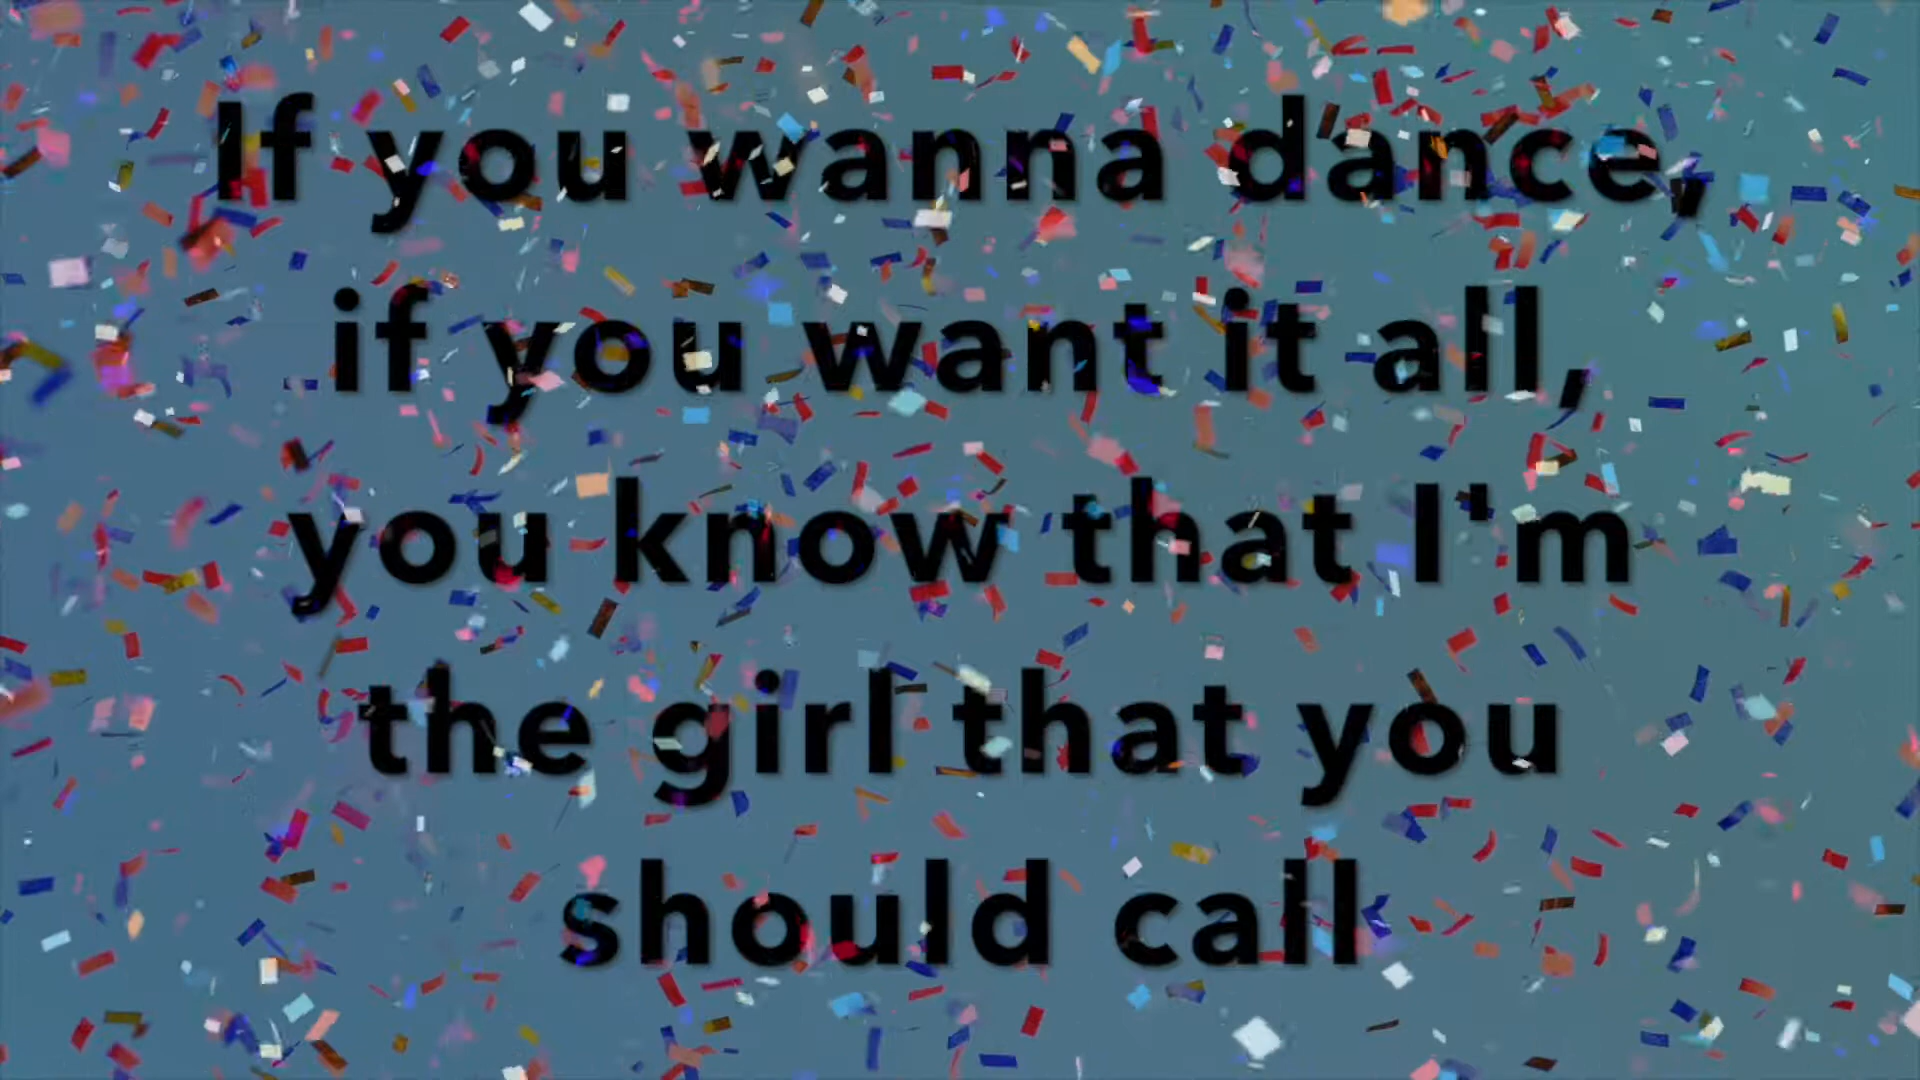 If you wanna dance,
if you want it all,
you know that I'm
the girl that you
should call